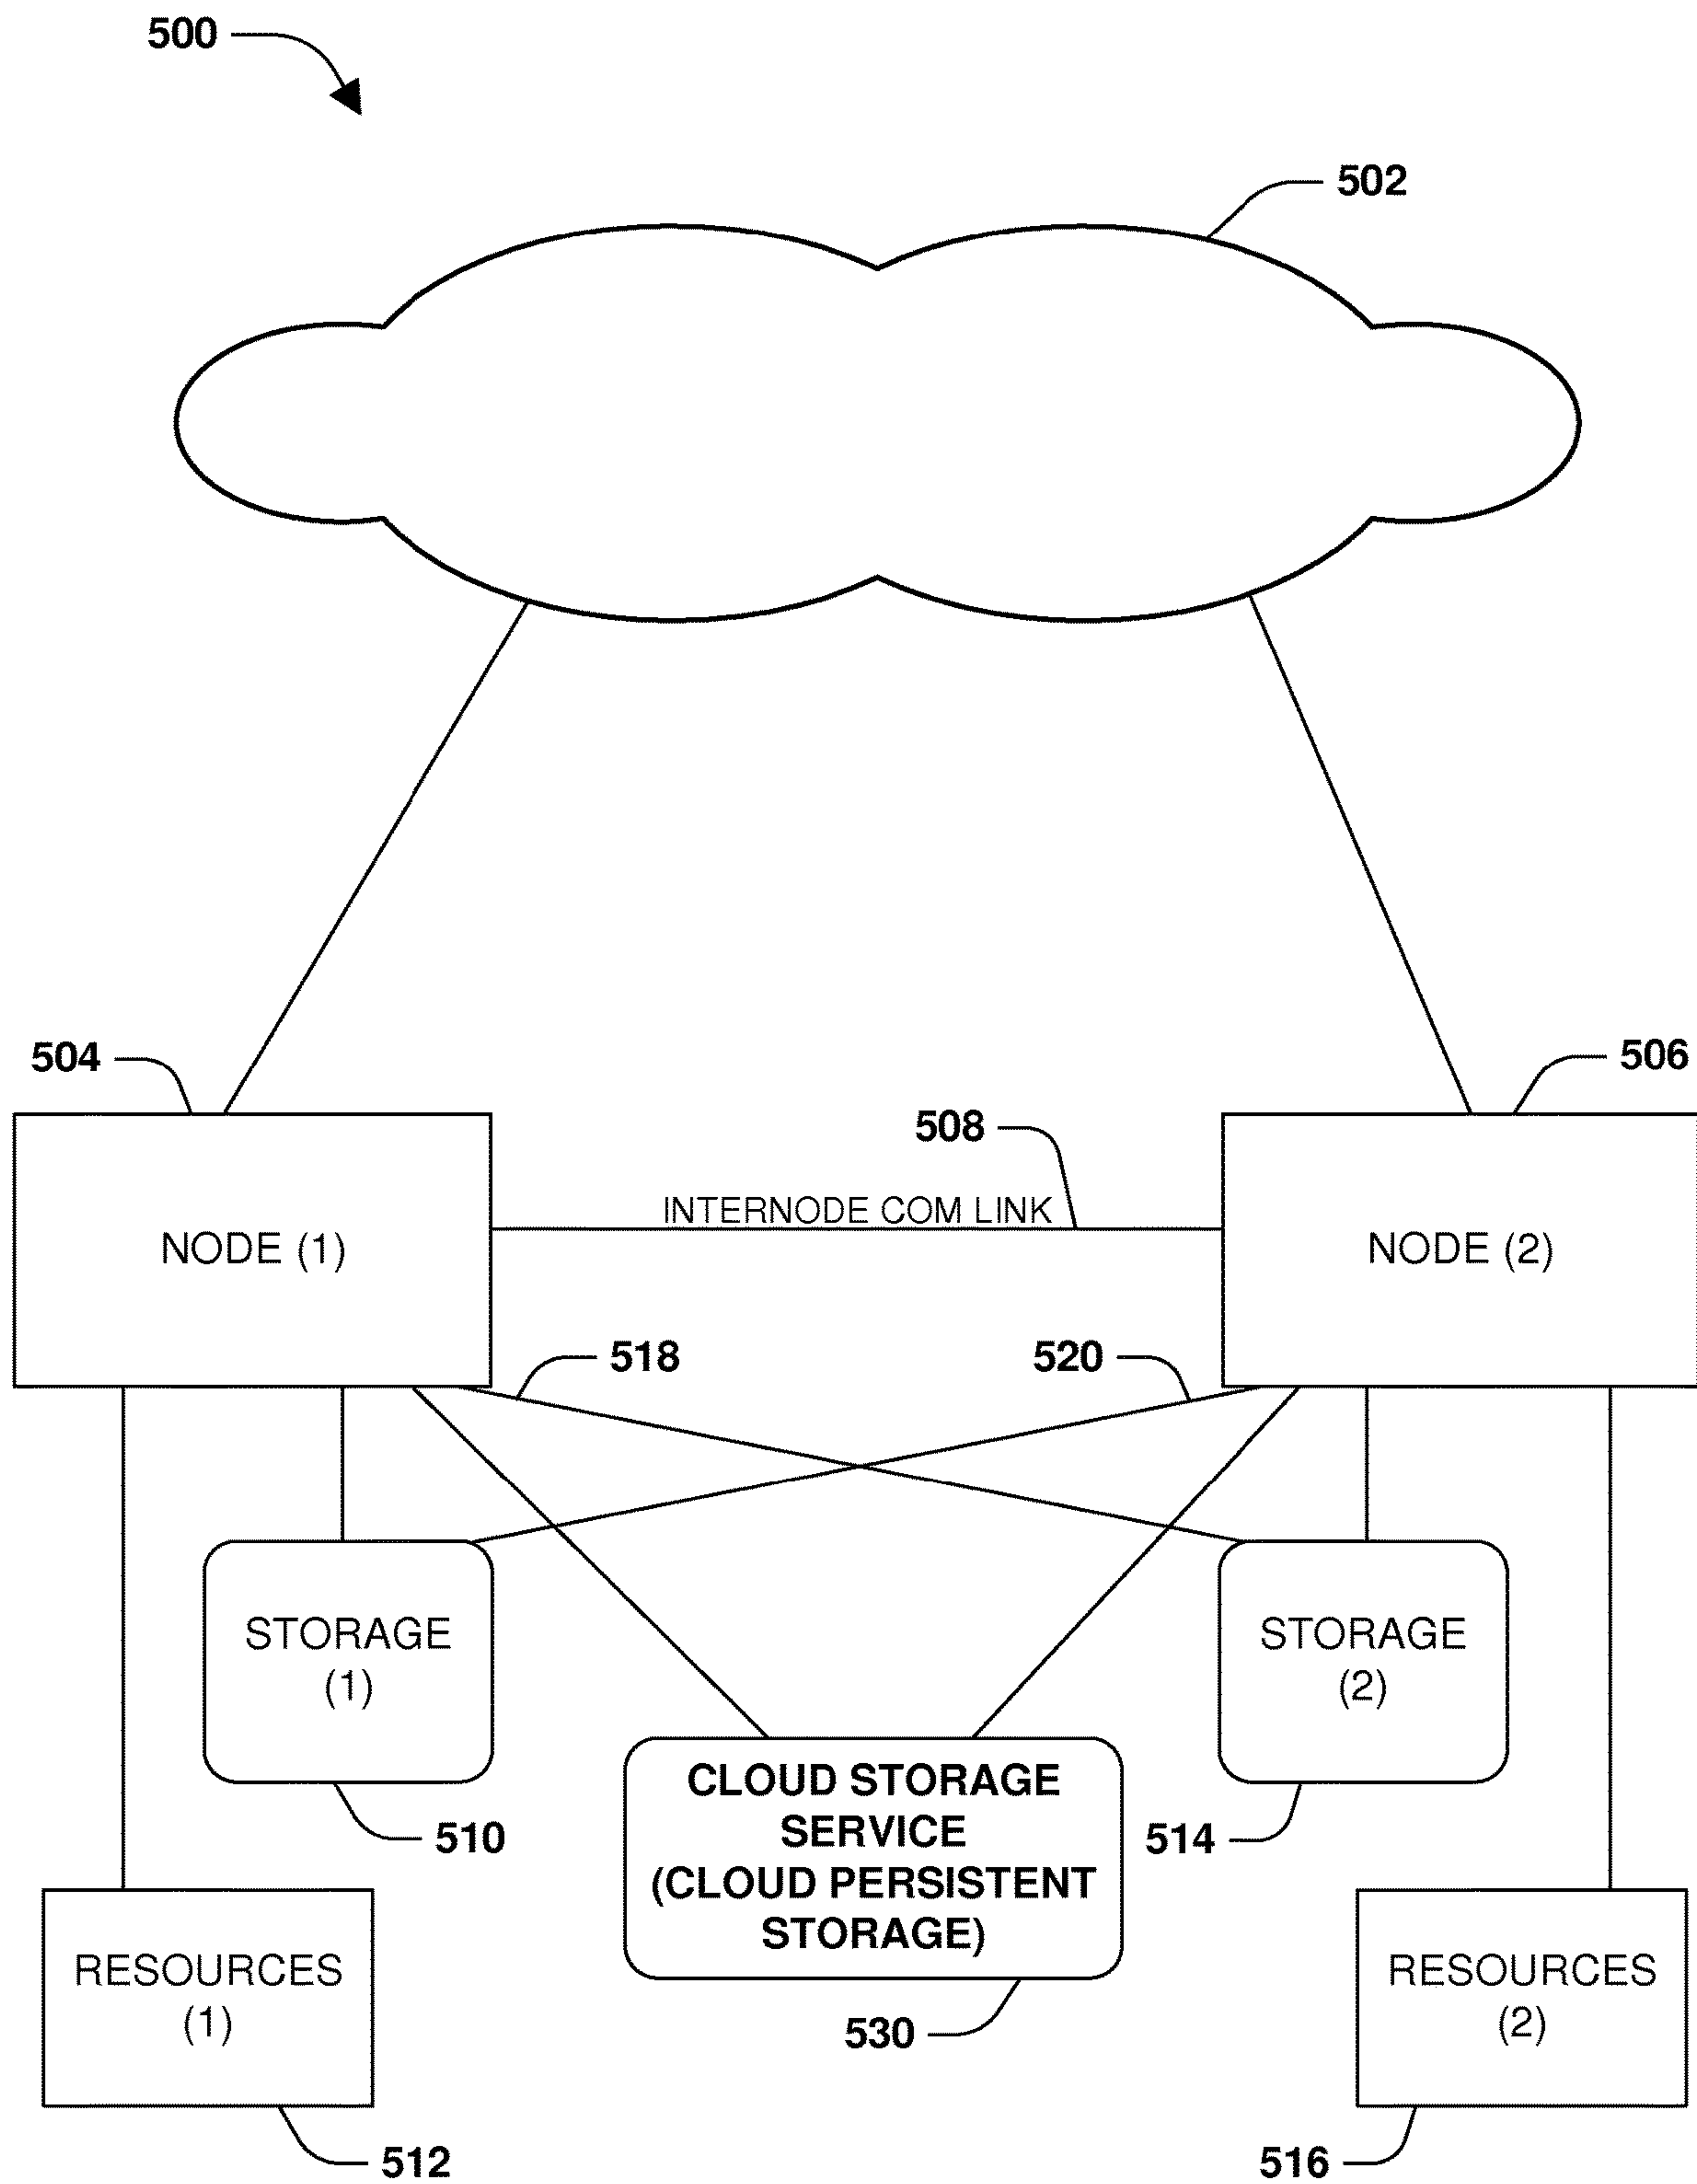 500
502
504
506
508
INTERNODE COM LINK
NODE (1)
NODE (2)
518
520
STORAGE
(1)
STORAGE
(2)
CLOUD STORAGE
SERVICE
(CLOUD PERSISTENT
STORAGE)
510
514
RESOURCES
(1)
RESOURCES
(2)
530
512
516